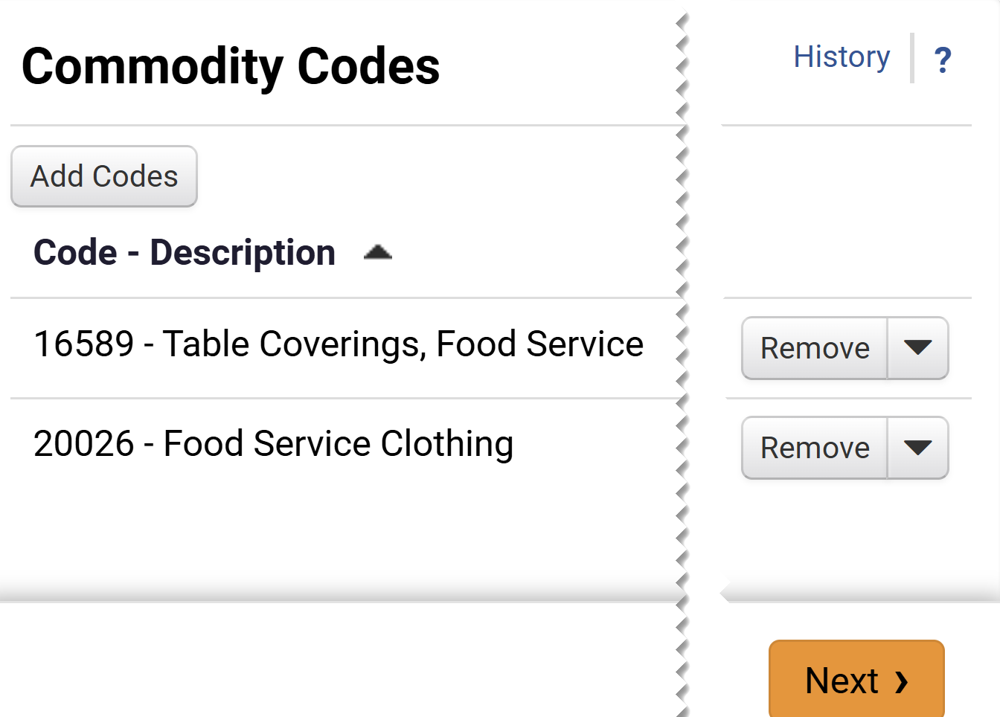 Commodity Codes
History
?
Add Codes
Code - Description
16589 - Table Coverings, Food Service
Remove
20026 - Food Service Clothing
Remove
Next ›